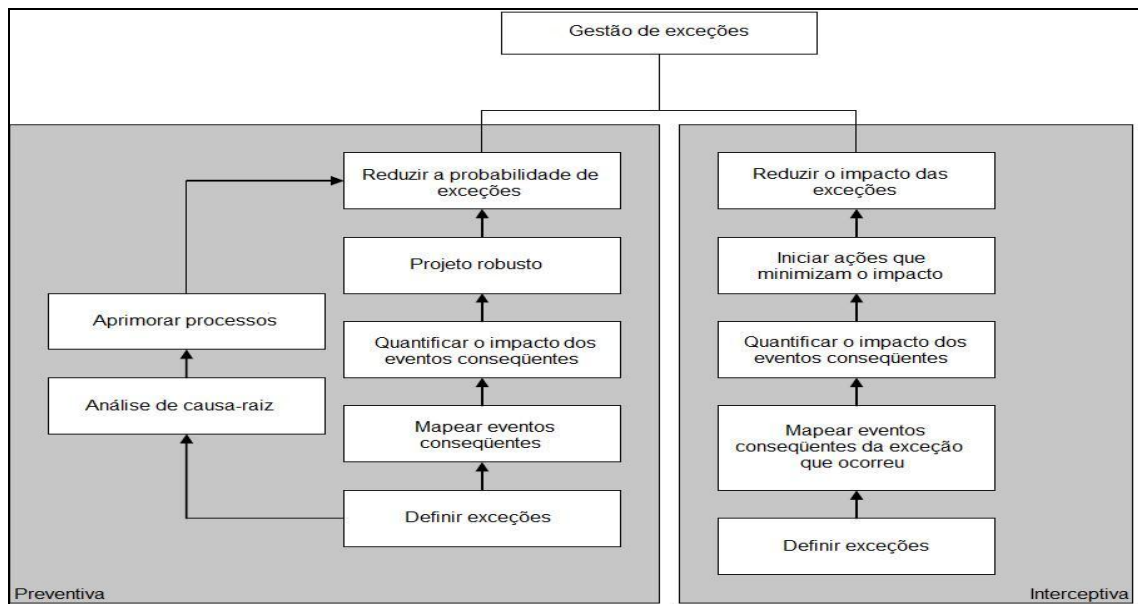 Gestão de exceções
Reduzir a probabilidade de
exceções
Projeto robusto
Aprimorar processos
Quantificar o impacto dos
eventos conseqüentes
Análise de causa-raiz
Mapear eventos
conseqüentes
Definir exceções
Preventiva
Reduzir o impacto das
exceções
Iniciar ações que
minimizam o impacto
Quantificar o impacto dos
eventos conseqüentes
Mapear eventos
conseqüentes da exceção
que ocorreu
Definir exceções
Interceptiva